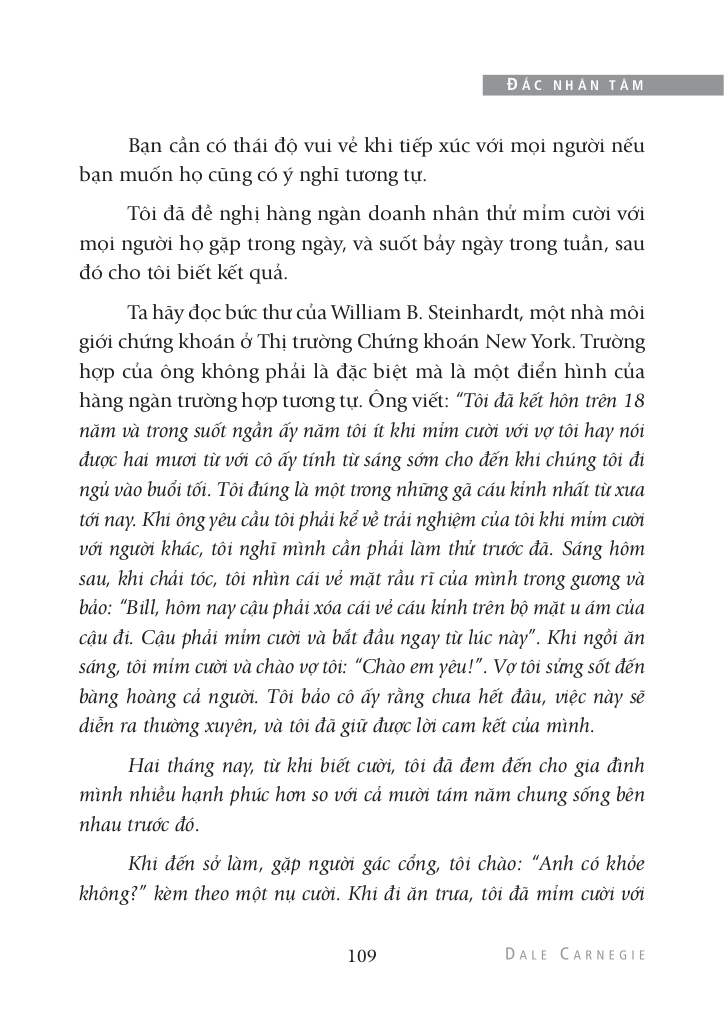 ĐẮC NHÂN TÂM
Bạn cần có thái độ vui vẻ khi tiếp xúc với mọi người nếu
bạn muốn họ cũng có ý nghĩ tương tự.
Tôi đã đề nghị hàng ngàn doanh nhân thử mỉm cười với
mọi người họ gặp trong ngày, và suốt bảy ngày trong tuần, sau
đó cho tôi biết kết quả.
Ta hãy đọc bức thư của William B. Steinhardt, một nhà môi
giới chứng khoán ở Thị trường Chứng khoán New York. Trường
hợp của ông không phải là đặc biệt mà là một điển hình của
hàng ngàn trường hợp tương tự. Ông viết: “Tôi đã kết hôn trên 18
năm và trong suốt ngần ấy năm tôi ít khi mỉm cười với vợ tôi hay nói
được hai mươi từ với cô ấy tính từ sáng sớm cho đến khi chúng tôi đi
ngủ vào buổi tối. Tôi đúng là một trong những gã cáu kỉnh nhất từ xưa
tới nay. Khi ông yêu cầu tôi phải kể về trải nghiệm của tôi khi mỉm cười
với người khác, tôi nghĩ mình cần phải làm thử trước đã. Sáng hôm
sau, khi chải tóc, tôi nhìn cái vẻ mặt rầu rĩ của mình trong gương và
bảo: “Bill, hôm nay cậu phải xóa cái vẻ cáu kỉnh trên bộ mặt u ám của
cậu đi. Cậu phải mỉm cười và bắt đầu ngay từ lúc này”. Khi ngồi ăn
sáng, tôi mỉm cười và chào vợ tôi: “Chào em yêu!”. Vợ tôi sửng sốt đến
bàng hoàng cả người. Tôi bảo cô ấy rằng chưa hết đâu, việc này sẽ
diễn ra thường xuyên, và tôi đã giữ được lời cam kết của mình.
Hai tháng nay, từ khi biết cười, tôi đã đem đến cho gia đình
mình nhiều hạnh phúc hơn so với cả mười tám năm chung sống bên
nhau trước đó.
Khi đến sở làm, gặp người gác cổng, tôi chào: “Anh có khỏe
không?” kèm theo một nụ cười. Khi đi ăn trưa, tôi đã mỉm cười với
109
DALE CARNEGIE